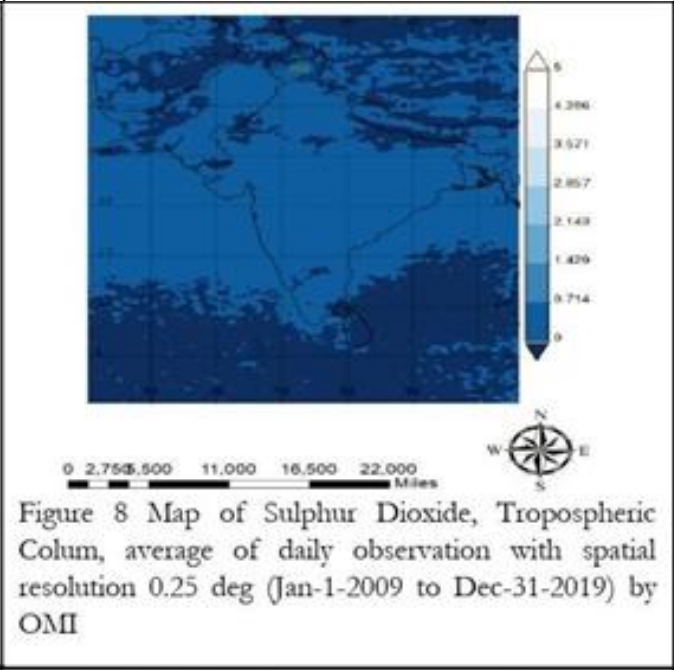 5
4.286
3.571
2.857
2.143
1.429
0.714
0
N
W E
S
0 2,750 5,500 11,000 16,500 22,000
Miles
Figure 8 Map of Sulphur Dioxide, Tropospheric
Colum, average of daily observation with spatial
resolution 0.25 deg (Jan-1-2009 to Dec-31-2019) by
OMI